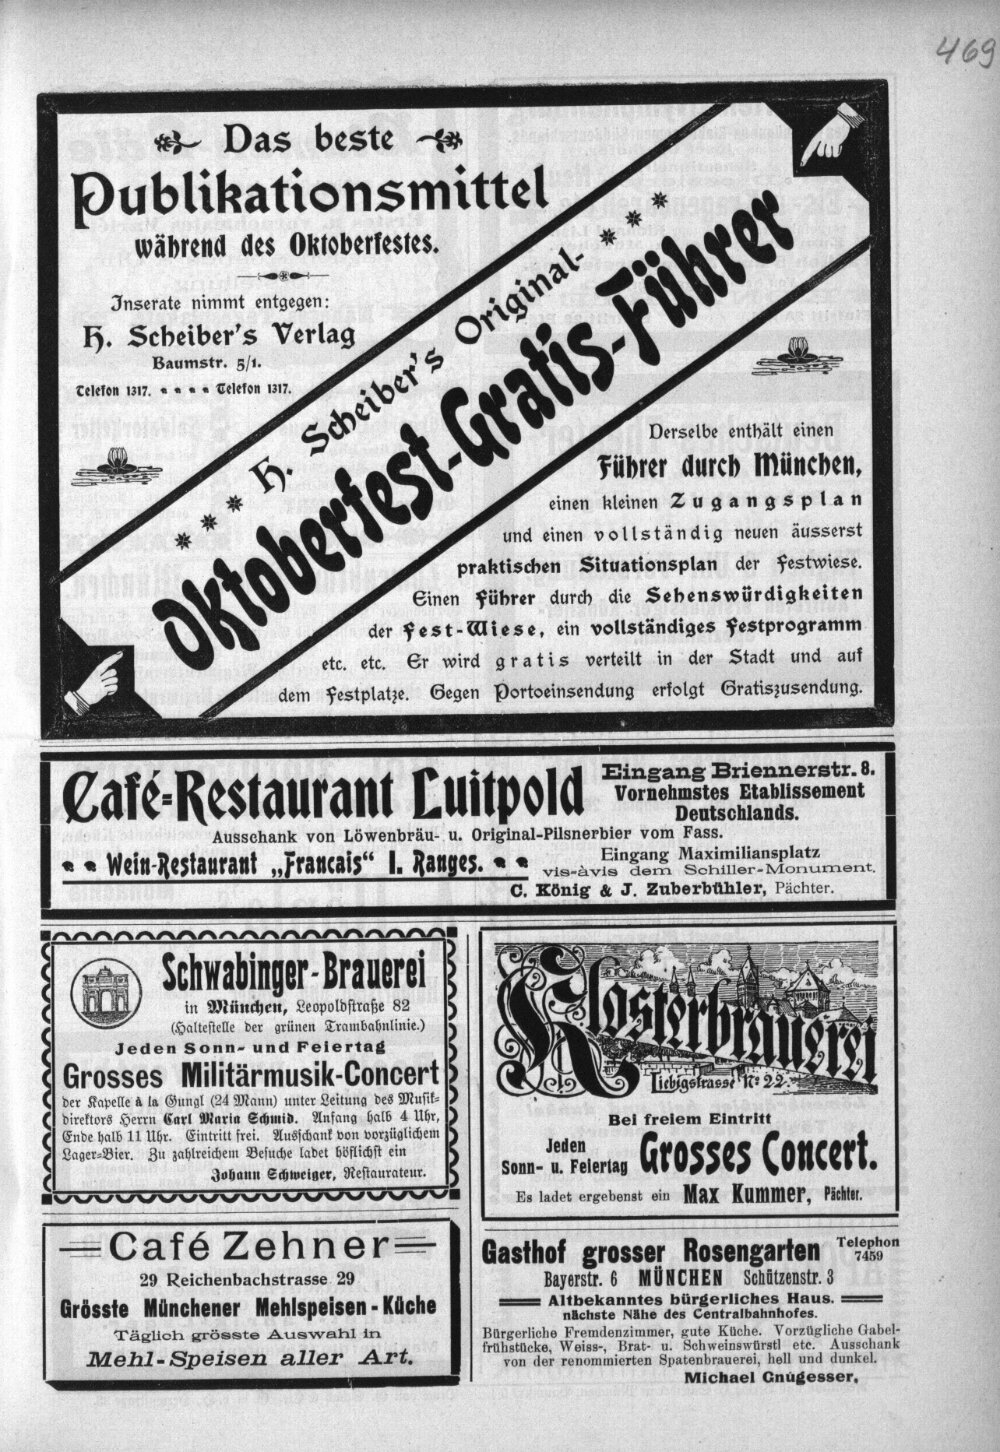 469
Das beste
Publikationsmittel
während des Oktoberfestes.
Inserate nimmt entgegen:
H. Scheiber's Verlag
Baumstr. 5/1.
Telefon 1317. Telefon 1317.
H. Scheiber's Original-
Oktoberfest-Gratis-Führer
Derselbe enthält einen
Führer durch München,
einen kleinen Zugangsplan
und einen vollständig neuen äusserst
praktischen Situationsplan der Festwiese.
Einen Führer durch die Sehenswürdigkeiten
der Fest-Wiese, ein vollständiges Festprogramm
etc. etc. Er wird gratis verteilt in der Stadt und auf
dem Festplatze. Gegen Portoeinsendung erfolgt Gratiszusendung.
Café-Restaurant Luitpold
Eingang Briennerstr. 8.
Vornehmstes Etablissement
Deutschlands.
Ausschank von Löwenbräu- u. Original-Pilsnerbier vom Fass.
Wein-Restaurant „Francais“ I. Ranges.
Eingang Maximiliansplatz
vis-àvis dem Schiller-Monument.
C. König & J. Zuberbühler, Pächter.
Schwabinger-Brauerei
in München, Leopoldstraße 82
(Haltestelle der grünen Trambahnlinie.)
Jeden Sonn- und Feiertag
Grosses Militärmusik-Concert
der Kapelle à la Gungl (24 Mann) unter Leitung des Musik-
direktors Herrn Carl Maria Schmid. Anfang halb 4 Uhr,
Ende halb 11 Uhr. Eintritt frei. Ausschank von vorzüglichem
Lager-Bier. Zu zahlreichem Besuche ladet höflichst ein
Johann Schweiger, Restaurateur.
Café Zehner
29 Reichenbachstrasse 29
Grösste Münchener Mehlspeisen-Küche
Täglich grösste Auswahl in
Mehl-Speisen aller Art.
Klosterbrauerei
Liebigstrasse No 22.
Bei freiem Eintritt
Jeden
Sonn- u. Feiertag
Grosses Concert.
Es ladet ergebenst ein Max Kummer, Pächter.
Gasthof grosser Rosengarten
Telephon
7459
Bayerstr. 6 MÜNCHEN Schützenstr. 3
Altbekanntes bürgerliches Haus.
nächste Nähe des Centralbahnhofes.
Bürgerliche Fremdenzimmer, gute Küche. Vorzügliche Gabel-
frühstücke, Weiss-, Brat- u. Schweinswürstl etc. Ausschank
von der renommierten Spatenbrauerei, hell und dunkel.
Michael Gnugesser,